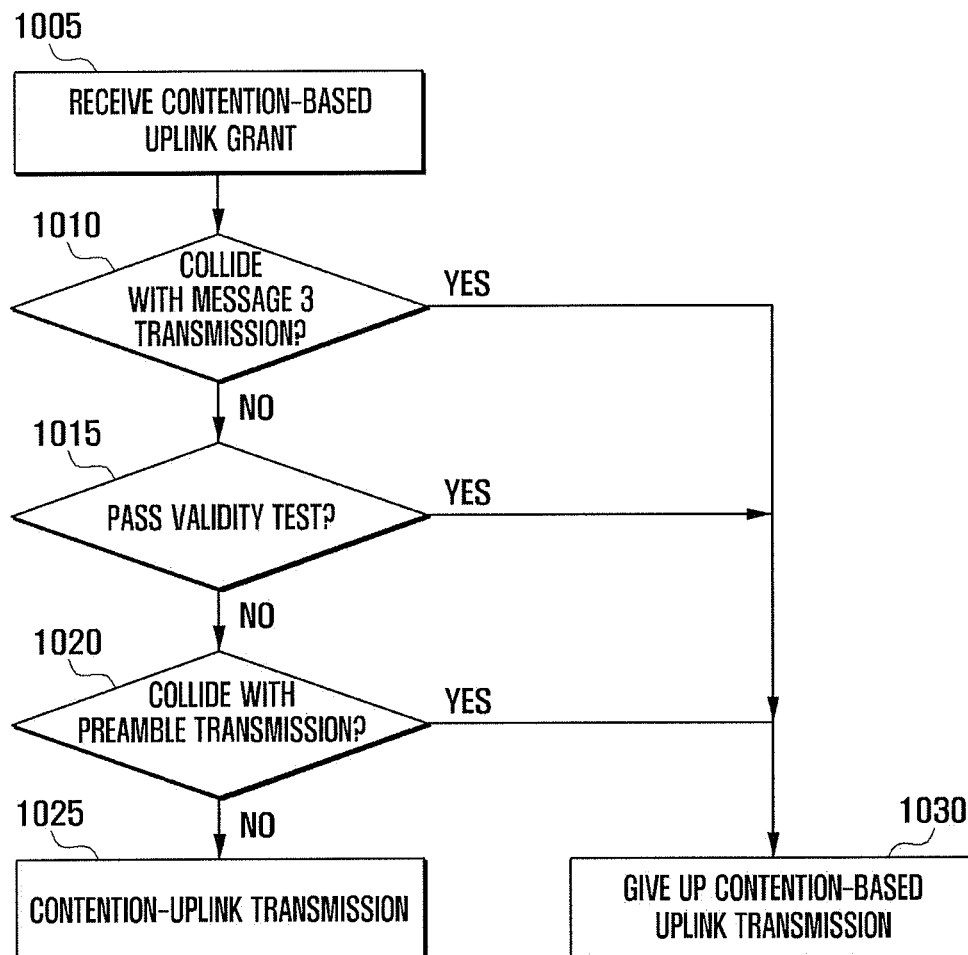 1005
RECEIVE CONTENTION-BASED
UPLINK GRANT
1010
COLLIDE
WITH MESSAGE 3
TRANSMISSION?
YES
NO
1015
PASS VALIDITY TEST?
YES
NO
1020
COLLIDE WITH
PREAMBLE TRANSMISSION?
YES
NO
1025
CONTENTION-UPLINK TRANSMISSION
1030
GIVE UP CONTENTION-BASED
UPLINK TRANSMISSION